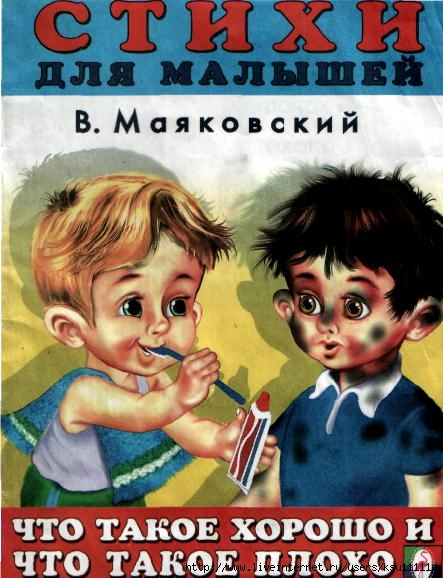 СТИХИ
ДЛЯ МАЛЫШЕЙ
В. Маяковский
ЧТО ТАКОЕ ХОРОШО И
ЧТО ТАКОЕ ПЛОХО